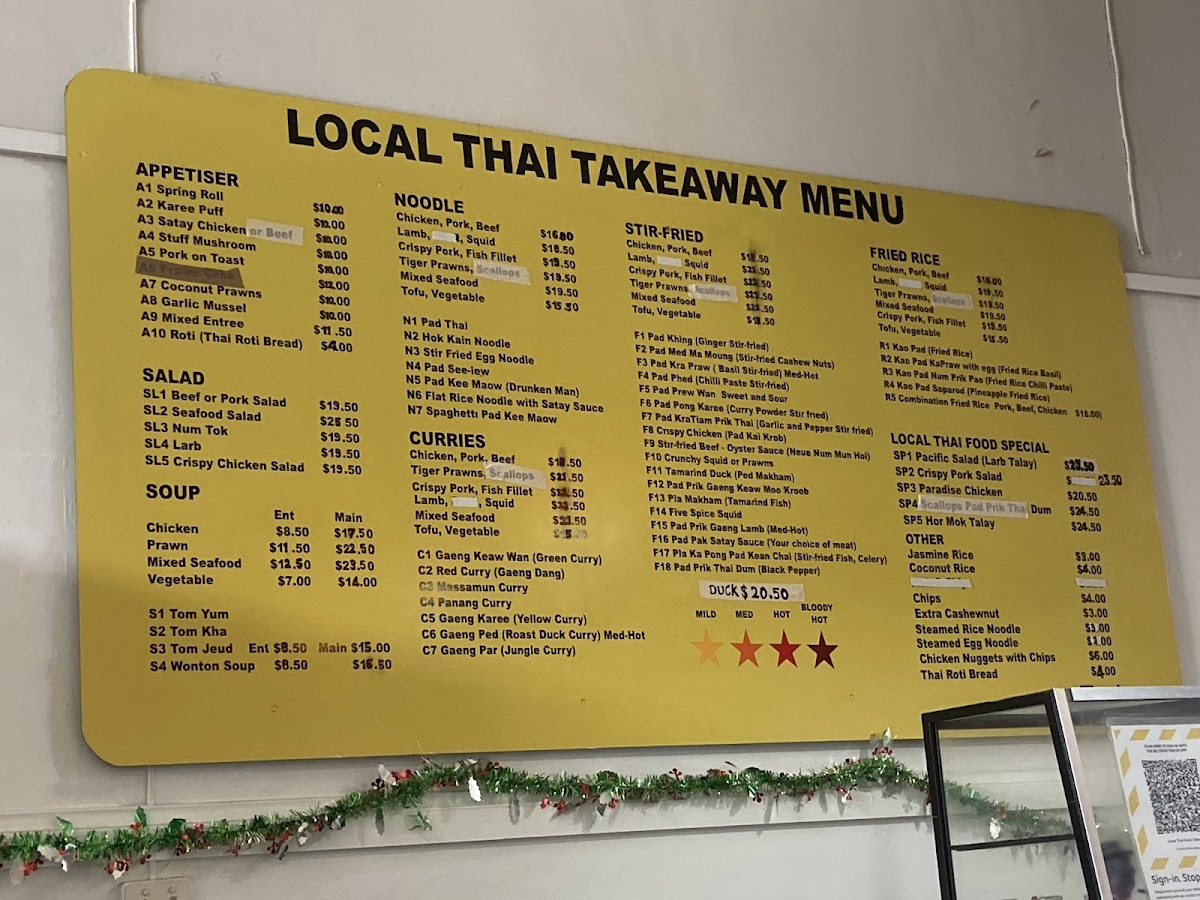 LOCAL THAI TAKEAWAY MENU
APPETISER
A1 Spring Roll $10.00
A2 Karee Puff $10.00
A3 Satay Chicken or Beef $10.00
A4 Stuff Mushroom $10.00
A5 Pork on Toast $10.00
A6 Prawn Cake $12.00
A7 Coconut Prawns $10.00
A8 Garlic Mussel $10.00
A9 Mixed Entree $11.50
A10 Roti (Thai Roti Bread) $4.00
SALAD
SL1 Beef or Pork Salad $19.50
SL2 Seafood Salad $25.50
SL3 Num Tok $19.50
SL4 Larb $19.50
SL5 Crispy Chicken Salad $19.50
SOUP
Ent Main
Chicken $8.50 $17.50
Prawn $11.50 $22.50
Mixed Seafood $12.50 $23.50
Vegetable $7.00 $14.00
S1 Tom Yum
S2 Tom Kha
S3 Tom Jeud Ent $8.50 Main $15.00
S4 Wonton Soup $8.50 $15.50
NOODLE
Chicken, Pork, Beef
Lamb, Squid $18.50
Crispy Pork, Fish Fillet $19.50
Tiger Prawns, Scallops $19.50
Mixed Seafood $19.50
Tofu, Vegetable $15.50
N1 Pad Thai
N2 Hok Kain Noodle
N3 Stir Fried Egg Noodle
N4 Pad See-iew
N5 Pad Kee Maow (Drunken Man)
N6 Flat Rice Noodle with Satay Sauce
N7 Spaghetti Pad Kee Maow
CURRIES
Chicken, Pork. Beef
Tiger Prawns, Scallops $21.50
Crispy Pork, Fish Fillet
Lamb, , Squid
Mixed Seafood
Tofu, Vegetable
C1 Gaeng Keaw Wan (Green Curry)
C2 Red Curry (Gaeng Dang)
C3 Massamun Curry
C4 Panang Curry
C5 Gaeng Karee (Yellow Curry)
C6 Gaeng Ped (Roast Duck Curry) Med-Hot
C7 Gaeng Par (Jungle Curry)
STIR-FRIED
Chicken, Pork, Beef
Lamb, Squid
Crispy Pork, Fish Fillet
Tiger Prawns, Scallops
Mixed Seafood
Tofu, Vegetable
F1 Pad Khing (Ginger Stir-fried)
F2 Pad Med Ma Moung (Stir-fried Cashew Nuts)
F3 Pad Kra Praw ( Basil Stir-fried) Med-Hot
F4 Pad Phed (Chilli Paste Stir-fried)
F5 Pad Prew Wan Sweet and Sour
F6 Pad Pong Karee (Curry Powder Stir fried)
F7 Pad KraTiam Prik Thai (Garlic and Pepper Stir fried)
F8 Crispy Chicken (Pad Kai Krob)
F9 Stir-fried Beef - Oyster Sauce (Neue Num Mun Hoi)
F10 Crunchy Squid or Prawms
F11 Tamarind Duck (Ped Makham)
F12 Pad Prik Gaeng Keaw Moo Kroob
F13 Pla Makham (Tamarind Fish)
F14 Five Spice Squid
F15 Pad Prik Gaeng Lamb (Med-Hot)
F16 Pad Pak Satay Sauce (Your choice of meat)
F17 Pla Ka Pong Pad Kean Chai (Stir-fried Fish, Celery)
F18 Pad Prik Thai Dum (Black Pepper)
DUCK $20.50
MILD MED HOT BLOODY HOT
FRIED RICE
Chicken, Pork, Beef $16.00
Lamb, Squid $19.50
Tiger Prawns, Scallops $19.50
Mixed Seafood $19.50
Crispy Pork, Fish Fillet $19.50
Tofu, Vegetable $15.50
R1 Kao Pad (Fried Rice)
R2 Kao Pad KaPraw with egg (Fried Rice Basil)
R3 Kao Pad Num Prik Pao (Fried Rice Chilli Pasto)
R4 Kao Pad Saparod (Pineapple Fried Rico)
R5 Combination Fried Rice Pork, Beef, Chicken $18.00)
LOCAL THAI FOOD SPECIAL
SP1 Pacific Salad (Larb Talay)
SP2 Crispy Pork Salad $ 23.50
SP3 Paradise Chicken $20.50
SP4 Scallops Pad Prik Thai Dum $24.50
SP5 Hor Mok Talay $24.50
OTHER
Jasmine Rice $3.00
Coconut Rice $4.00
Chips $4.00
Extra Cashewnut $3.00
Steamed Rice Noodle $3.00
Steamed Egg Noodle $3.00
Chicken Nuggets with Chips $6.00
Thai Roti Bread $4.00
Sign-in. Stop